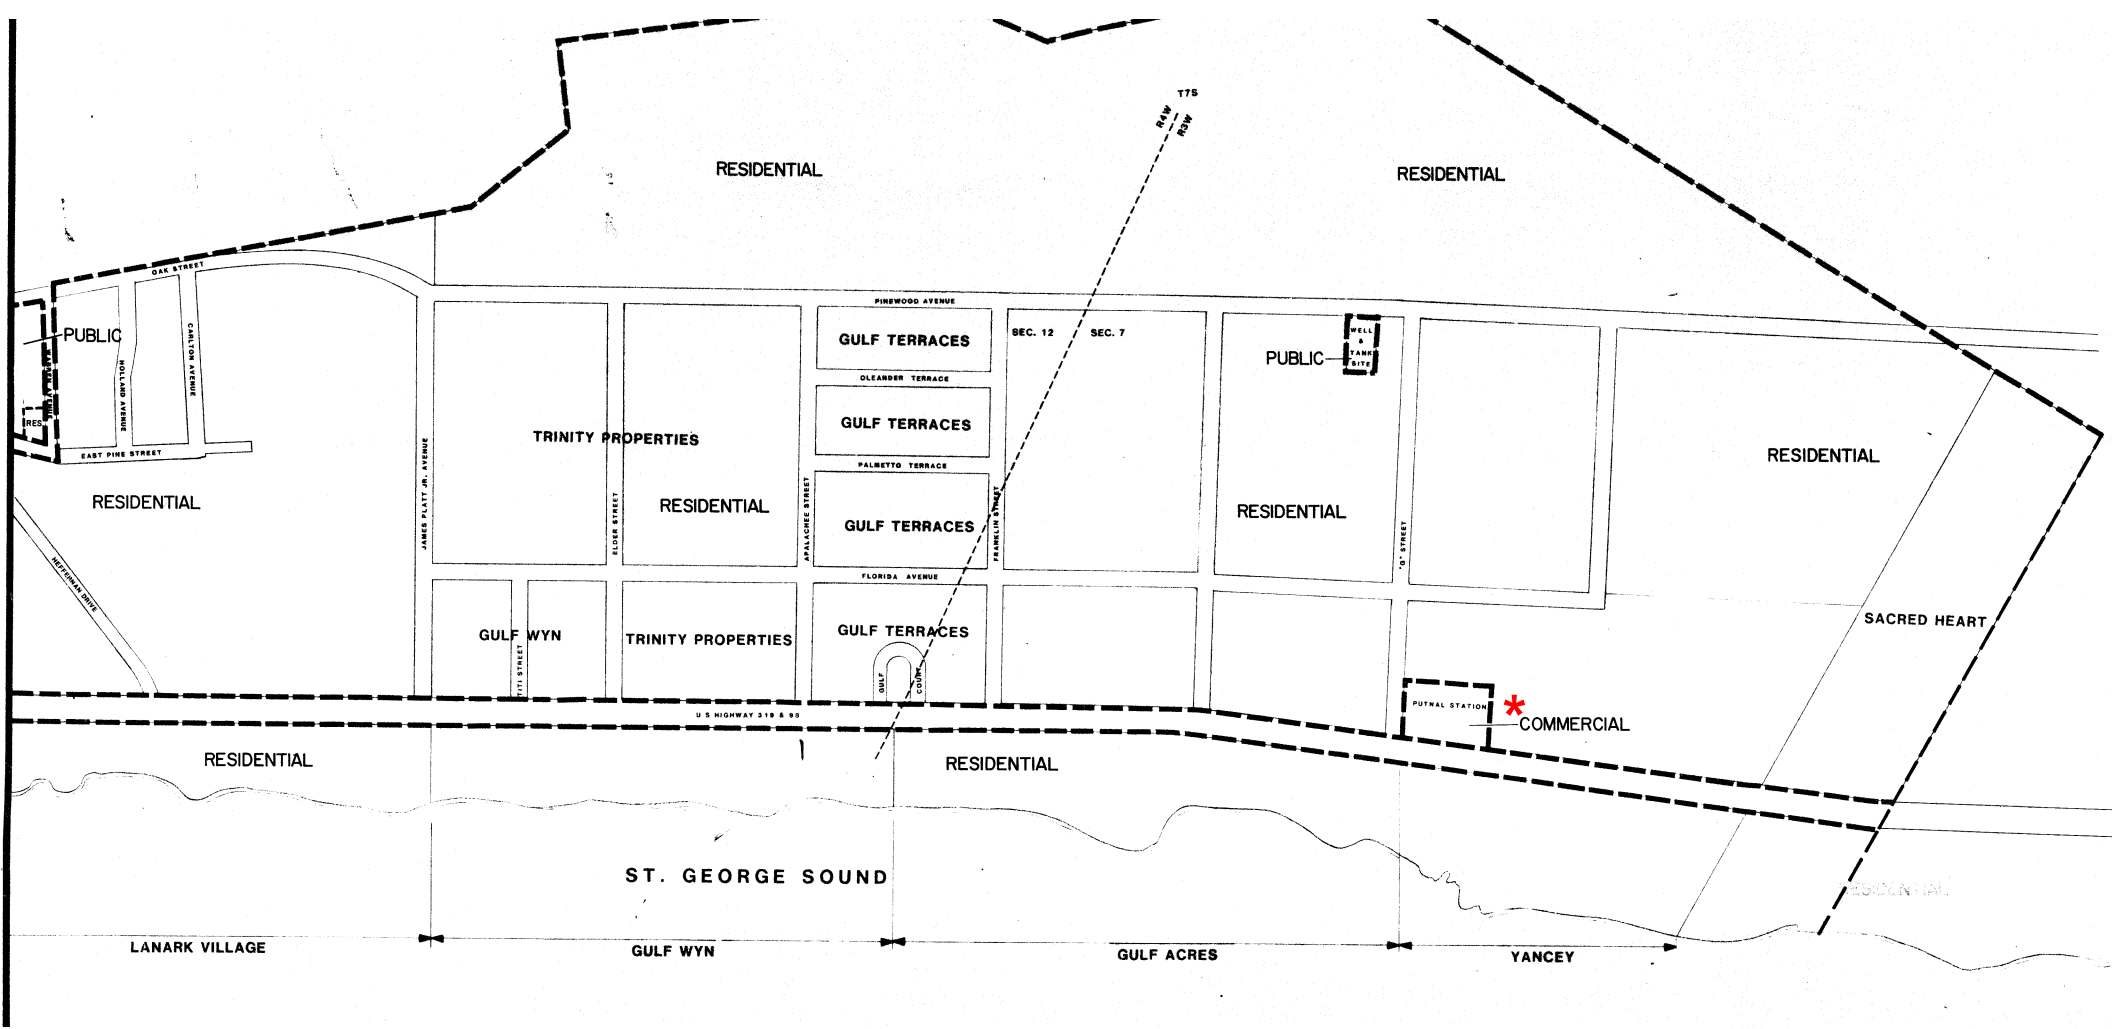 T7S
R4W
R3W
RESIDENTIAL
RESIDENTIAL
OAK STREET
PINEWOOD AVENUE
PUBLIC
WARREN AVENUE
HOLLAND AVENUE
CARLTON AVENUE
RES
EAST PINE STREET
RESIDENTIAL
HEFFERNAN DRIVE
JAMES PLATT JR. AVENUE
TRINITY PROPERTIES
ELDER STREET
RESIDENTIAL
APALACHEE STREET
GULF TERRACES
OLEANDER TERRACE
GULF TERRACES
PALMETTO TERRACE
GULF TERRACES
FRANKLIN STREET
FLORIDA AVENUE
SEC. 12
SEC. 7
PUBLIC
WELL
&
TANK
SITE
RESIDENTIAL
"G" STREET
RESIDENTIAL
SACRED HEART
GULF WYN
TITI STREET
TRINITY PROPERTIES
GULF TERRACES
GULF COURT
PUTNAL STATION
*
COMMERCIAL
U S HIGHWAY 319 & 98
RESIDENTIAL
RESIDENTIAL
ST. GEORGE SOUND
RESIDENTIAL
LANARK VILLAGE
GULF WYN
GULF ACRES
YANCEY